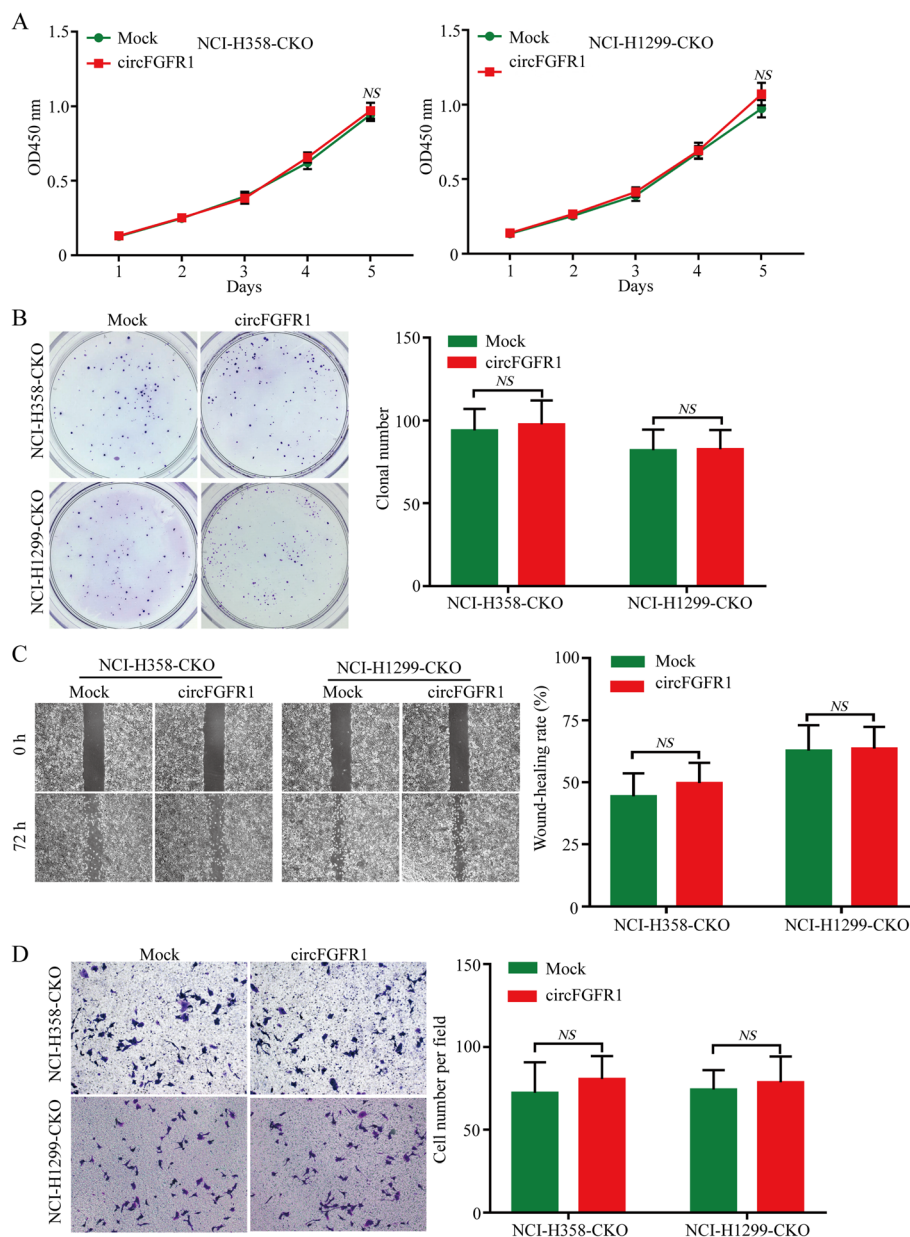 A
Mock
circFGFR1
NCI-H358-CKO
1.5
1.0
0.5
0
OD450 nm
NS
1 2 3 4 5
Days
Mock
circFGFR1
NCI-H1299-CKO
1.5
1.0
0.5
0
OD450 nm
NS
1 2 3 4 5
Days
B
Mock circFGFR1
NCI-H358-CKO
NCI-H1299-CKO
150
100
50
0
Clonal number
Mock
circFGFR1
NS
NS
NCI-H358-CKO NCI-H1299-CKO
C
NCI-H358-CKO NCI-H1299-CKO
Mock circFGFR1 Mock circFGFR1
0 h
72 h
100
75
50
25
0
Wound-healing rate (%)
Mock
circFGFR1
NS
NS
NCI-H358-CKO NCI-H1299-CKO
D
Mock circFGFR1
NCI-H358-CKO
NCI-H1299-CKO
150
100
50
0
Cell number per field
Mock
circFGFR1
NS
NS
NCI-H358-CKO NCI-H1299-CKO